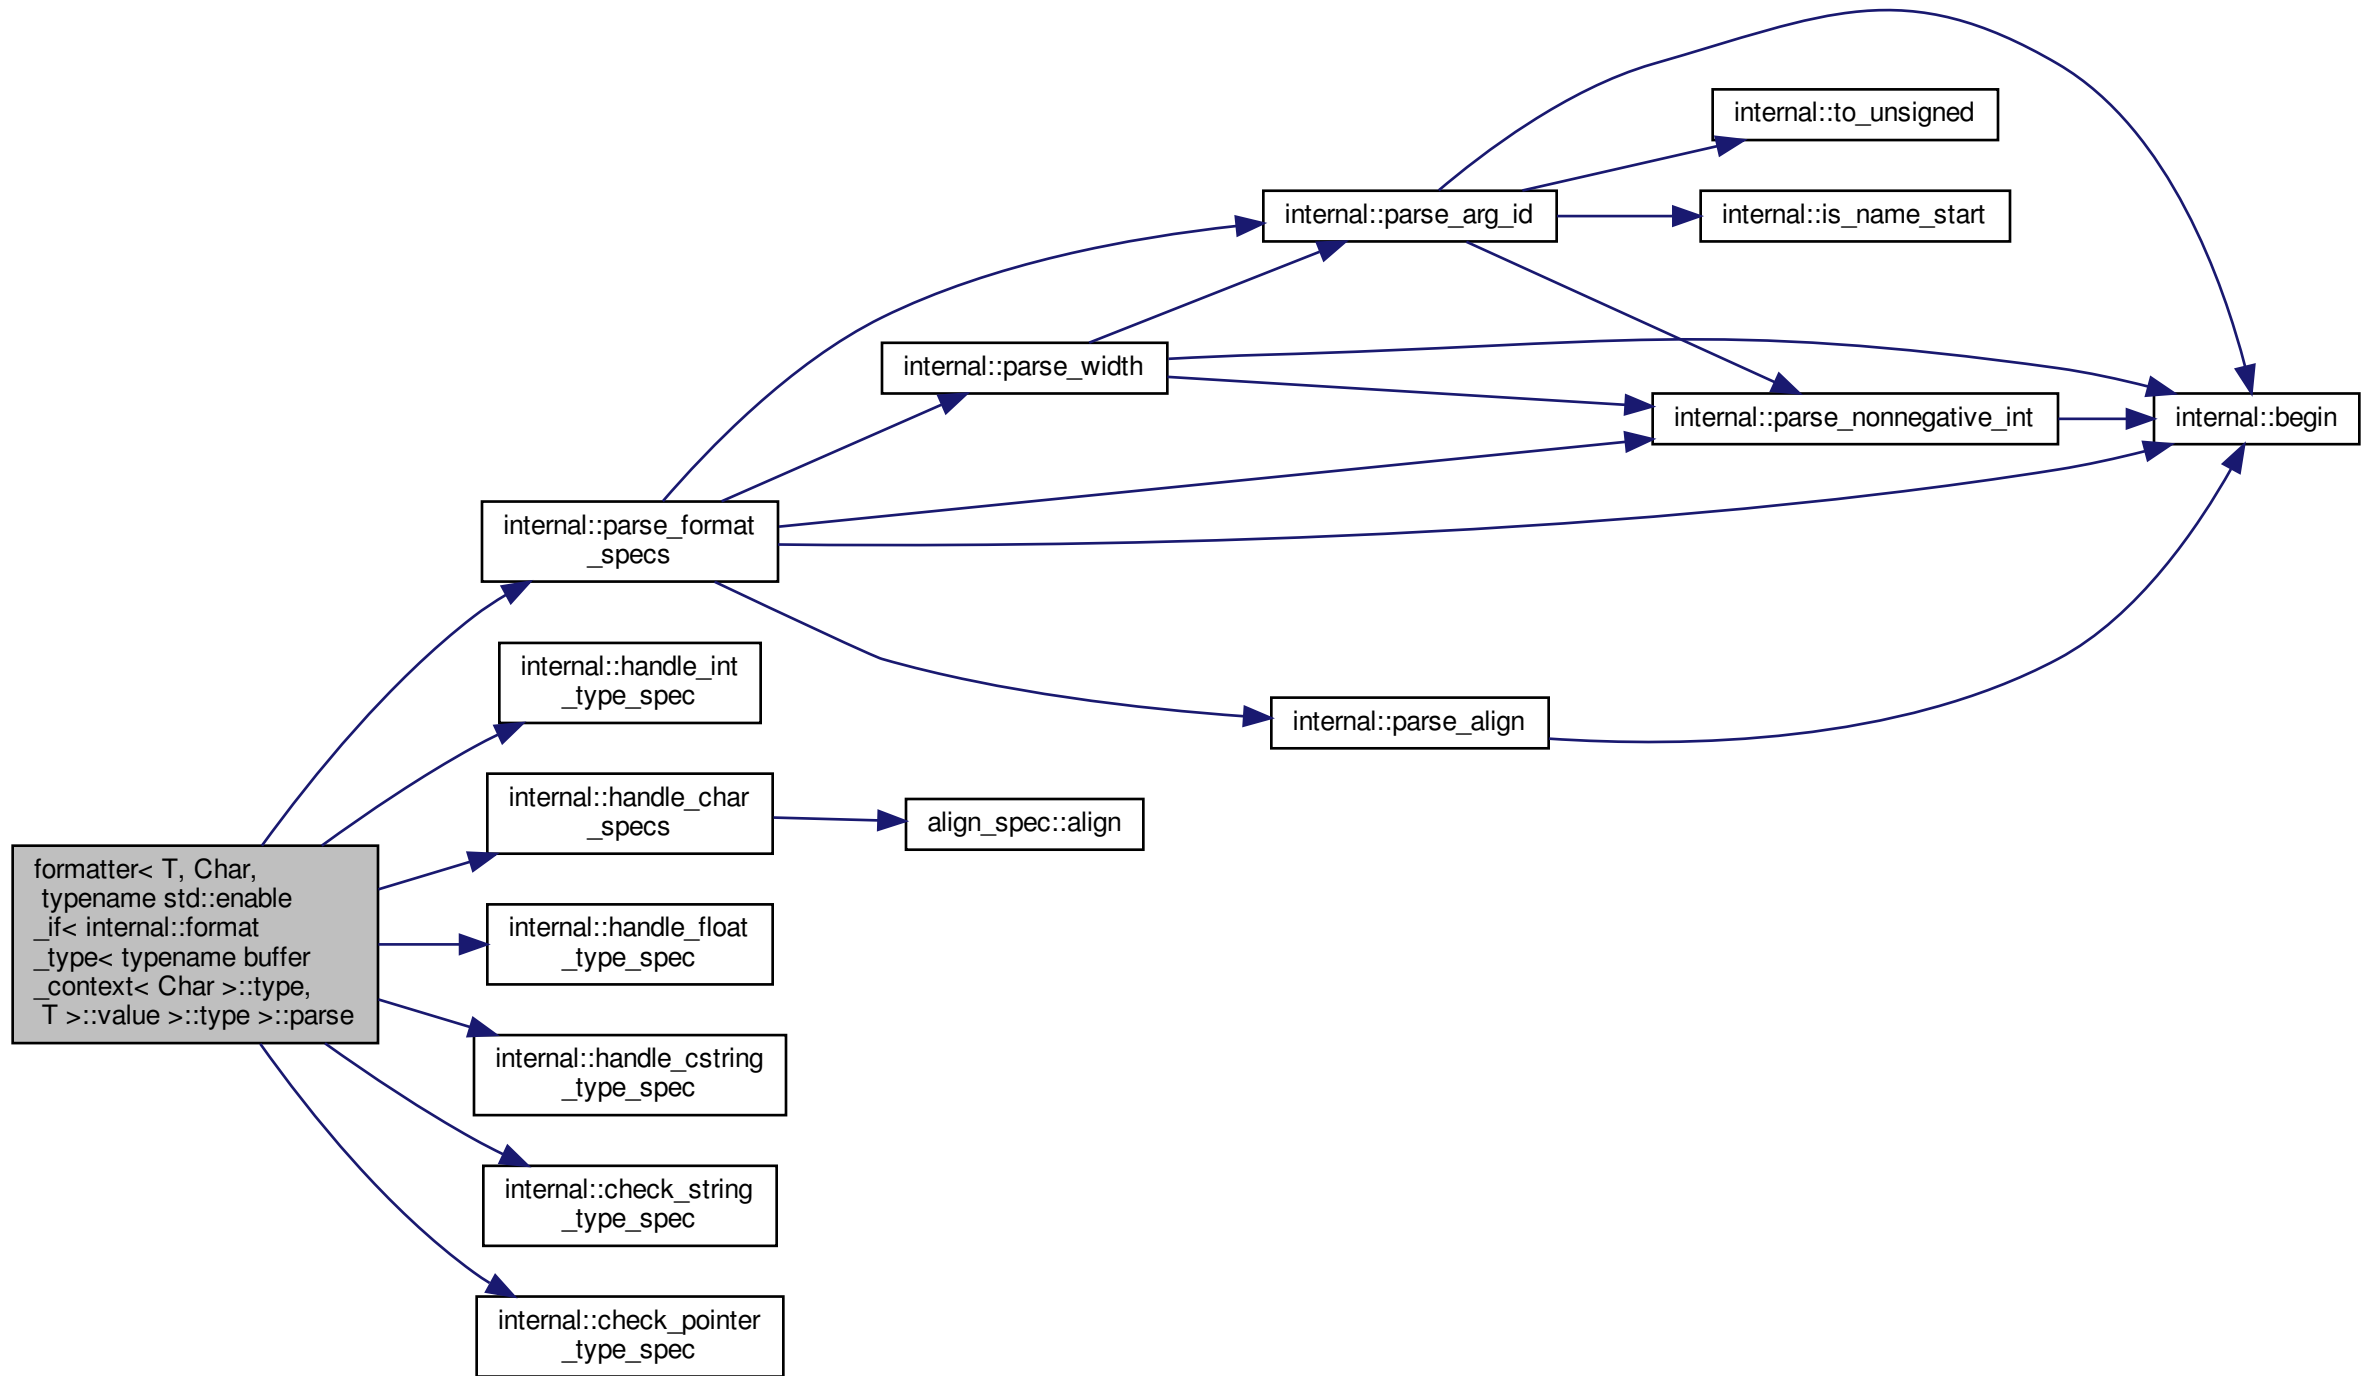 internal::to_unsigned
internal::parse_arg_id
internal::is_name_start
internal::parse_width
internal::parse_nonnegative_int
internal::begin
internal::parse_format
_specs
internal::handle_int
_type_spec
internal::parse_align
internal::handle_char
_specs
align_spec::align
formatter< T, Char,
typename std::enable
_if< internal::format
_type< typename buffer
_context< Char >::type,
T >::value >::type >::parse
internal::handle_float
_type_spec
internal::handle_cstring
_type_spec
internal::check_string
_type_spec
internal::check_pointer
_type_spec